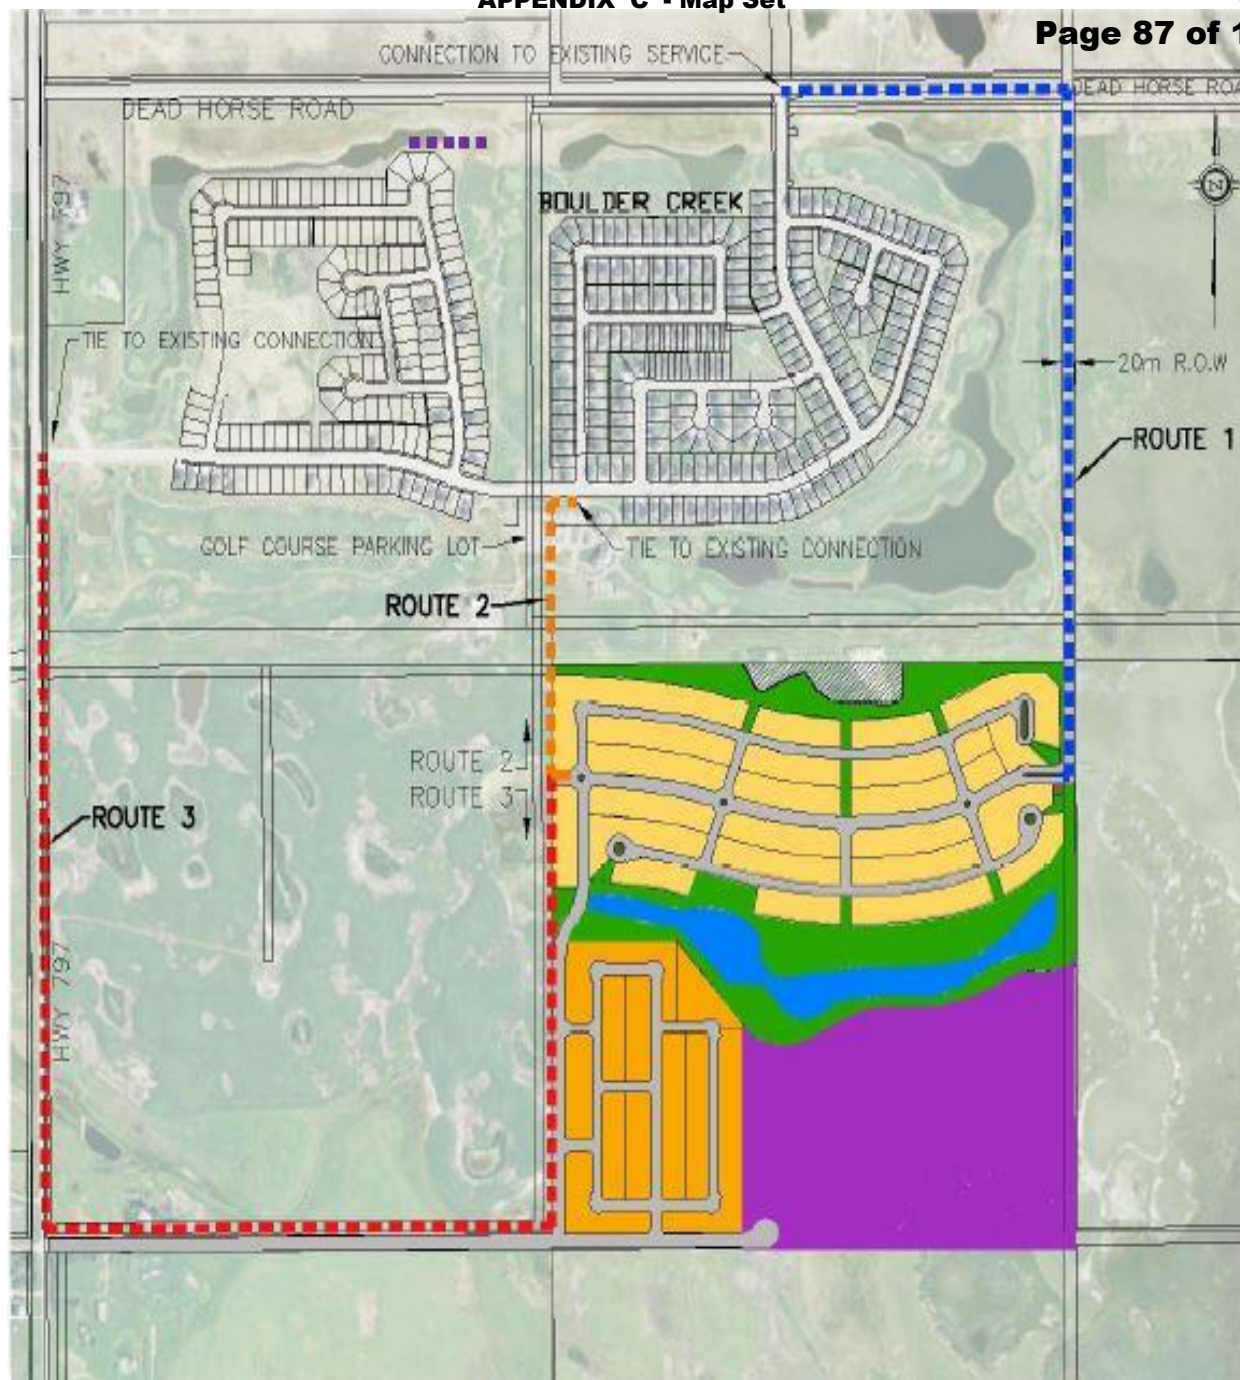 APPENDIX 'C' - Map Set
Page 87 of 1
CONNECTION TO EXISTING SERVICE
DEAD HORSE ROA
DEAD HORSE ROAD
HWY 797
BOULDER CREEK
N
TIE TO EXISTING CONNECTION
20m R.O.W
ROUTE 1
GOLF COURSE PARKING LOT
TIE TO EXISTING CONNECTION
ROUTE 2
ROUTE 2
ROUTE 3
ROUTE 3
HWY 797